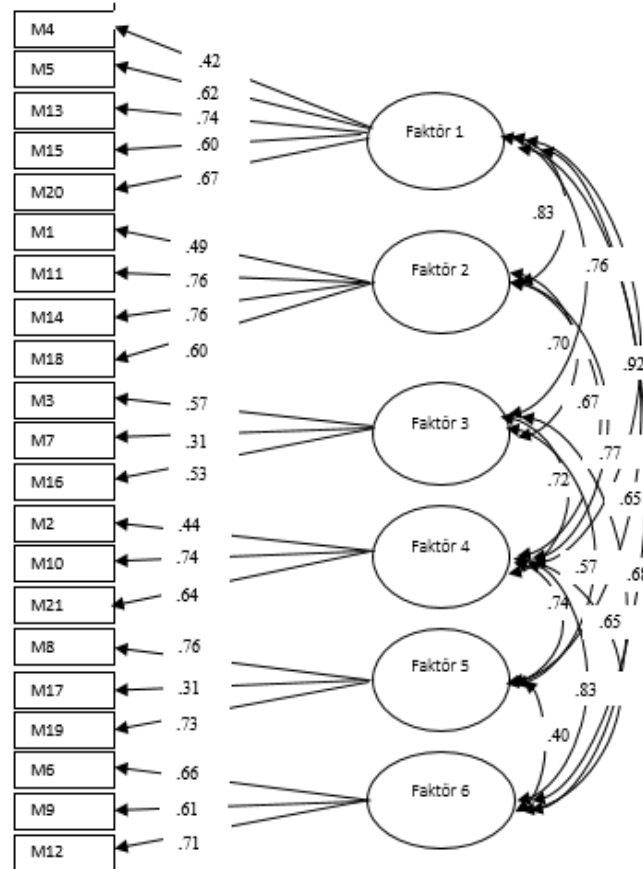 M4
M5
M13
M15
M20
M1
M11
M14
M18
M3
M7
M16
M2
M10
M21
M8
M17
M19
M6
M9
M12
.42
.62
.74
.60
.67
.49
.76
.76
.60
.57
.31
.53
.44
.74
.64
.76
.31
.73
.66
.61
.71
Faktör 1
Faktör 2
Faktör 3
Faktör 4
Faktör 5
Faktör 6
.83
.76
.70
.92
.67
.77
.72
.65
.57
.68
.74
.65
.83
.40